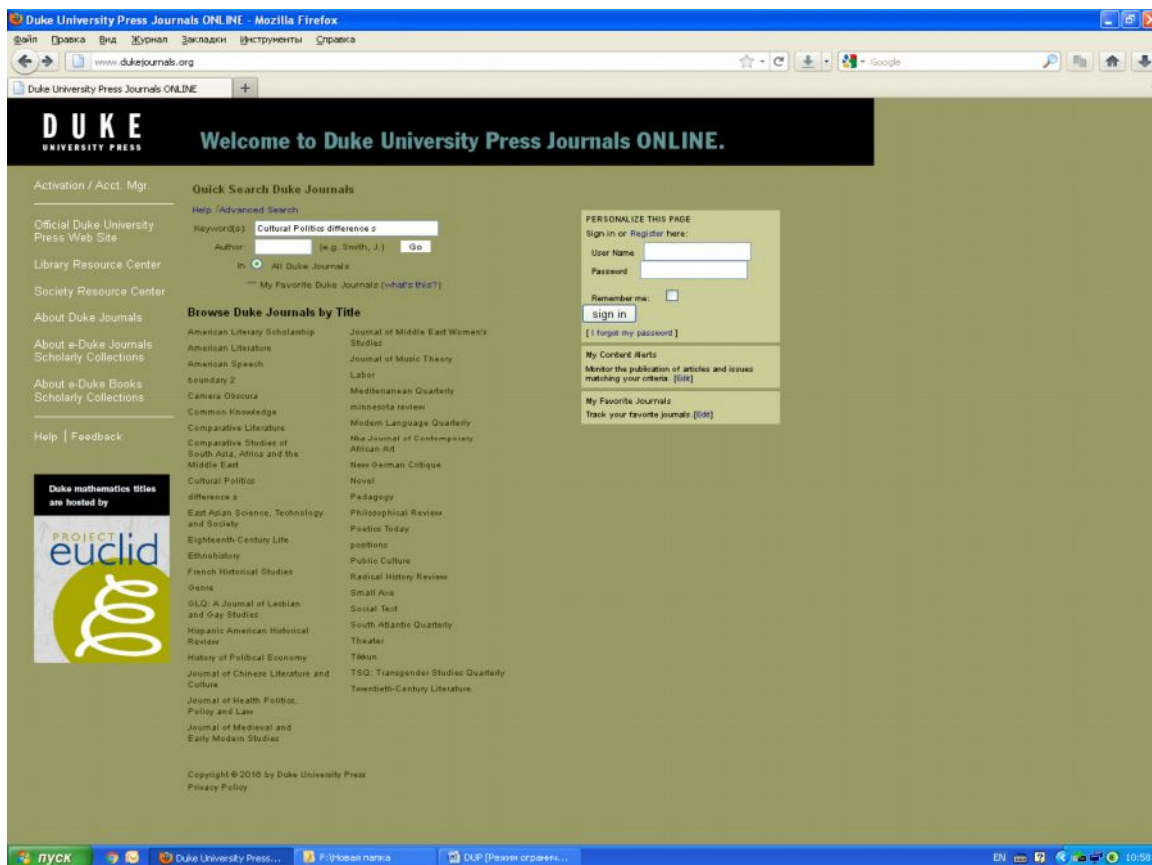 Duke University Press Journals ONLINE - Mozilla Firefox
Файл Правка Вид Журнал Закладки Инструменты Справка
www.dukejournals.org
Google
Duke University Press Journals ONLINE
DUKE
UNIVERSITY PRESS
Welcome to Duke University Press Journals ONLINE.
Activation / Acct. Mgr.
Official Duke University
Press Web Site
Library Resource Center
Society Resource Center
About Duke Journals
About e-Duke Journals
Scholarly Collections
About e-Duke Books
Scholarly Collections
Help | Feedback
Duke mathematics titles
are hosted by
PROJECT
euclid
Quick Search Duke Journals
Help /Advanced Search
Keyword(s): Cultural Politics difference s
Author: (e.g. Smith, J.) Go
In All Duke Journals
My Favorite Duke Journals (what's this?)
Browse Duke Journals by Title
American Literary Scholarship
American Literature
American Speech
boundary 2
Camera Obscura
Common Knowledge
Comparative Literature
Comparative Studies of
South Asia, Africa and the
Middle East
Cultural Politics
difference s
East Asian Science, Technology
and Society
Eighteenth-Century Life
Ethnohistory
French Historical Studies
Genre
GLQ: A Journal of Lesbian
and Gay Studies
Hispanic American Historical
Review
History of Political Economy
Journal of Chinese Literature and
Culture
Journal of Health Politics,
Policy and Law
Journal of Medieval and
Early Modern Studies
Journal of Middle East Women's
Studies
Journal of Music Theory
Labor
Mediterranean Quarterly
minnesota review
Modern Language Quarterly
Nka Journal of Contemporary
African Art
New German Critique
Novel
Pedagogy
Philosophical Review
Poetics Today
positions
Public Culture
Radical History Review
Small Axe
Social Text
South Atlantic Quarterly
Theater
Tikkun
TSQ: Transgender Studies Quarterly
Twentieth-Century Literature
Copyright © 2016 by Duke University Press
Privacy Policy
PERSONALIZE THIS PAGE
Sign in or Register here:
User Name
Password
Remember me:
sign in
[ I forgot my password ]
My Content Alerts
Monitor the publication of articles and issues
matching your criteria. [Edit]
My Favorite Journals
Track your favorite journals.[Edit]
пуск
Duke University Press...
F:\Новая папка
DUP [Режим огранич...
EN
10:58